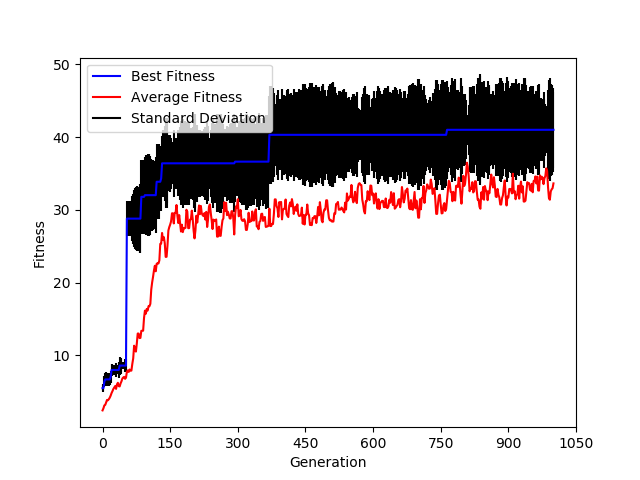 Best Fitness
Average Fitness
Standard Deviation
50
40
30
20
10
Fitness
0 150 300 450 600 750 900 1050
Generation